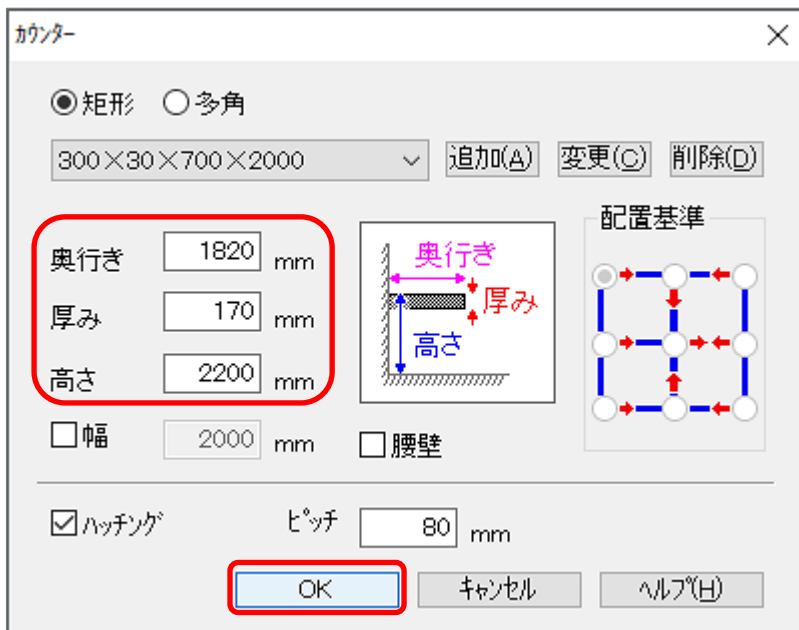 ｶｳﾝﾀｰ
矩形 多角
300×30×700×2000 追加(A) 変更(C) 削除(D)
奥行き 1820 mm
厚み 170 mm
高さ 2200 mm
幅 2000 mm
奥行き
厚み
高さ
腰壁
配置基準
ﾊｯﾁﾝｸﾞ ﾋﾟｯﾁ 80 mm
OK ｷｬﾝｾﾙ ﾍﾙﾌﾟ(H)